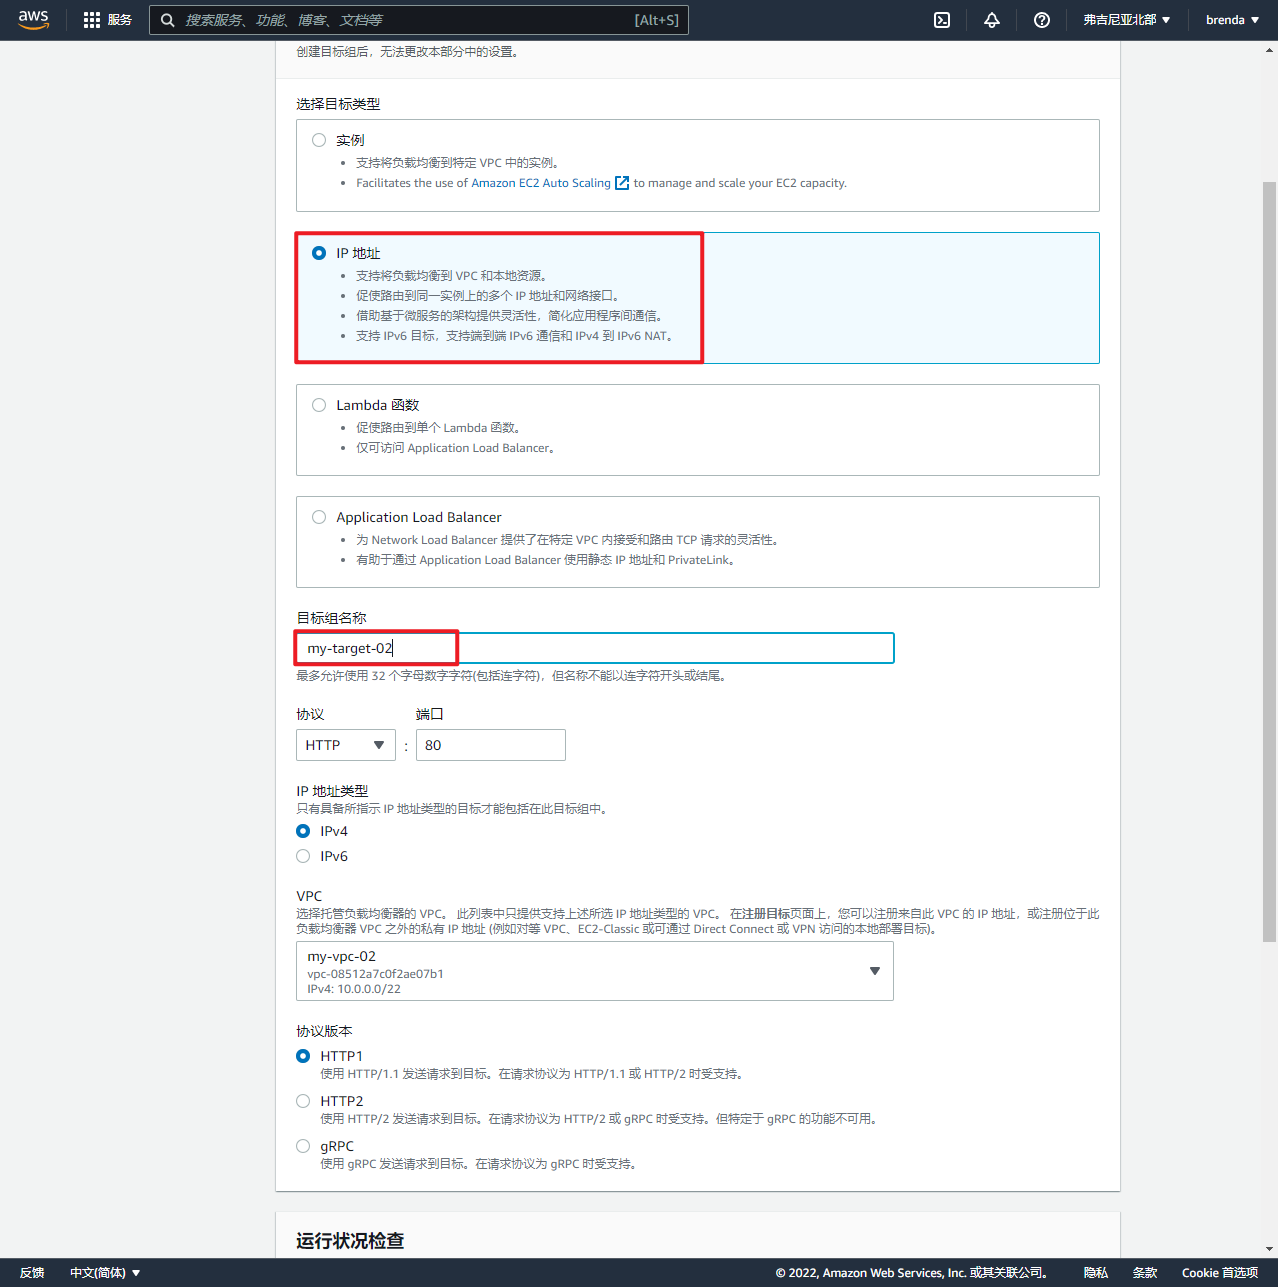 aws 服务 搜索服务、功能、博客、文档等 [Alt+S] 弗吉尼亚北部 brenda
创建目标组后，无法更改本部分中的设置。
选择目标类型
实例
支持将负载均衡到特定 VPC 中的实例。
Facilitates the use of Amazon EC2 Auto Scaling to manage and scale your EC2 capacity.
IP 地址
支持将负载均衡到 VPC 和本地资源。
促使路由到同一实例上的多个 IP 地址和网络接口。
借助基于微服务的架构提供灵活性，简化应用程序间通信。
支持 IPv6 目标，支持端到端 IPv6 通信和 IPv4 到 IPv6 NAT。
Lambda 函数
促使路由到单个 Lambda 函数。
仅可访问 Application Load Balancer。
Application Load Balancer
为 Network Load Balancer 提供了在特定 VPC 内接受和路由 TCP 请求的灵活性。
有助于通过 Application Load Balancer 使用静态 IP 地址和 PrivateLink。
目标组名称
my-target-02
最多允许使用 32 个字母数字字符(包括连字符)，但名称不能以连字符开头或结尾。
协议 端口
HTTP : 80
IP 地址类型
只有具备所指示 IP 地址类型的目标才能包括在此目标组中。
IPv4
IPv6
VPC
选择托管负载均衡器的 VPC。 此列表中只提供支持上述所选 IP 地址类型的 VPC。 在注册目标页面上，您可以注册来自此 VPC 的 IP 地址，或注册位于此
负载均衡器 VPC 之外的私有 IP 地址 (例如对等 VPC、EC2-Classic 或可通过 Direct Connect 或 VPN 访问的本地部署目标)。
my-vpc-02
vpc-08512a7c0f2ae07b1
IPv4: 10.0.0.0/22
协议版本
HTTP1
使用 HTTP/1.1 发送请求到目标。在请求协议为 HTTP/1.1 或 HTTP/2 时受支持。
HTTP2
使用 HTTP/2 发送请求到目标。在请求协议为 HTTP/2 或 gRPC 时受支持。但特定于 gRPC 的功能不可用。
gRPC
使用 gRPC 发送请求到目标。在请求协议为 gRPC 时受支持。
运行状况检查
反馈 中文(简体) © 2022, Amazon Web Services, Inc. 或其关联公司。 隐私 条款 Cookie 首选项